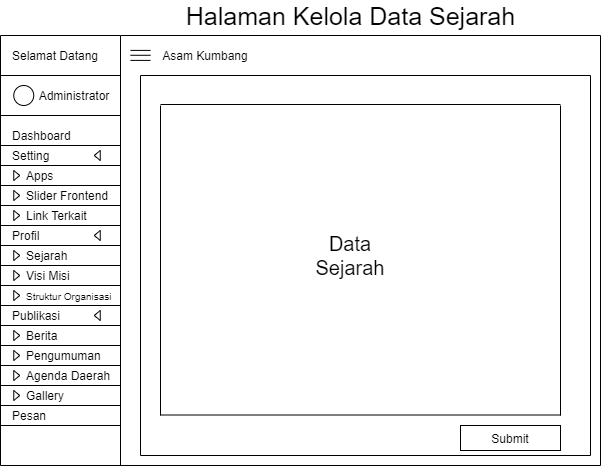 Halaman Kelola Data Sejarah
Selamat Datang
Asam Kumbang
Administrator
Dashboard
Setting
Apps
Slider Frontend
Link Terkait
Profil
Sejarah
Visi Misi
Struktur Organisasi
Publikasi
Berita
Pengumuman
Agenda Daerah
Gallery
Pesan
Data
Sejarah
Submit